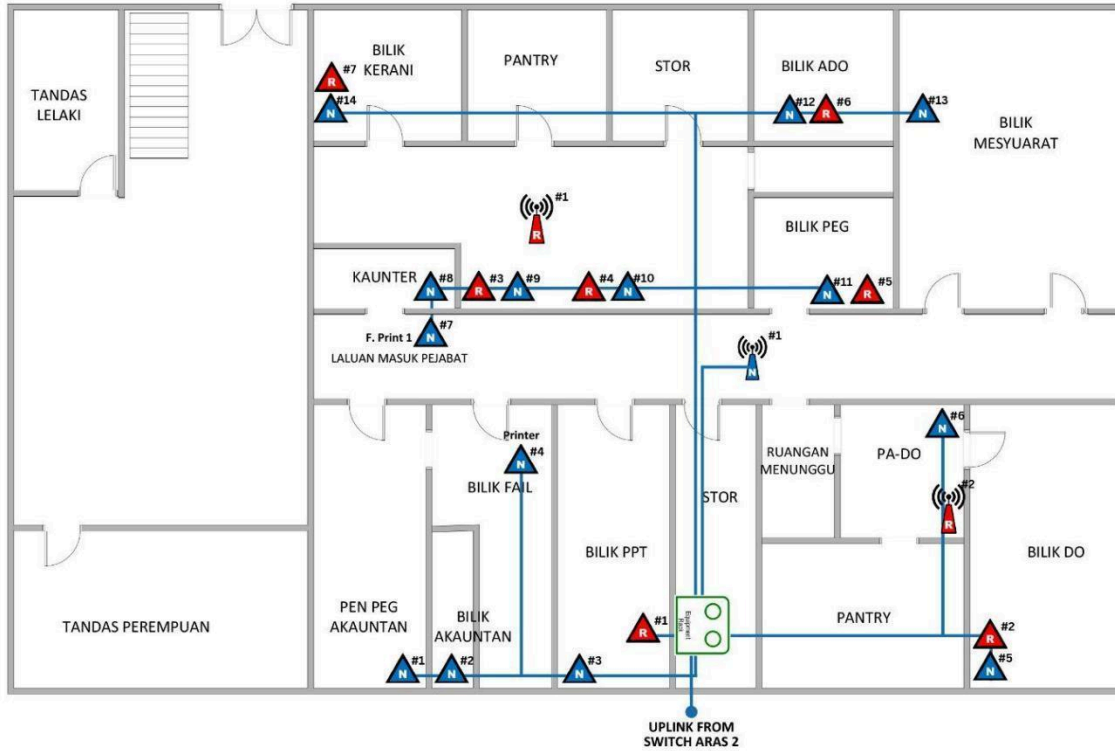 BILIK
KERANI
PANTRY
STOR
BILIK ADO
#7
R
#14
N
#12
N
#6
R
#13
N
TANDAS
LELAKI
BILIK
MESYUARAT
#1
R
BILIK PEG
KAUNTER
#8
N
#3
R
#9
N
#4
R
#10
N
#11
N
#5
R
F. Print 1
#7
N
LALUAN MASUK PEJABAT
#1
N
Printer
#4
N
BILIK FAIL
#6
N
RUANGAN
MENUNGGU
PA-DO
STOR
#2
R
BILIK PPT
BILIK DO
PEN PEG
AKAUNTAN
BILIK
AKAUNTAN
TANDAS PEREMPUAN
#1
R
Equipment
Rack
PANTRY
#2
R
#1
N
#2
N
#3
N
#5
N
UPLINK FROM
SWITCH ARAS 2